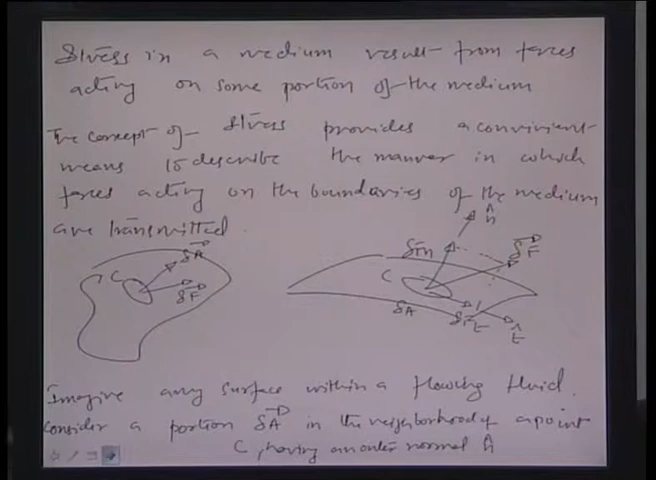 Stress in a medium result from forces
acting on some portion of the medium
The concept of stress provides a convinient
means to describe the manner in which
forces acting on the boundaries of the medium
are transmitted
n̂
δA⃗
δFn
δF⃗
C
δF⃗
C
δA
δFt
t̂
Imagine any surface within a flowing fluid.
Consider a portion δA⃗ in the neighborhood of a point
C, having an outer normal n̂